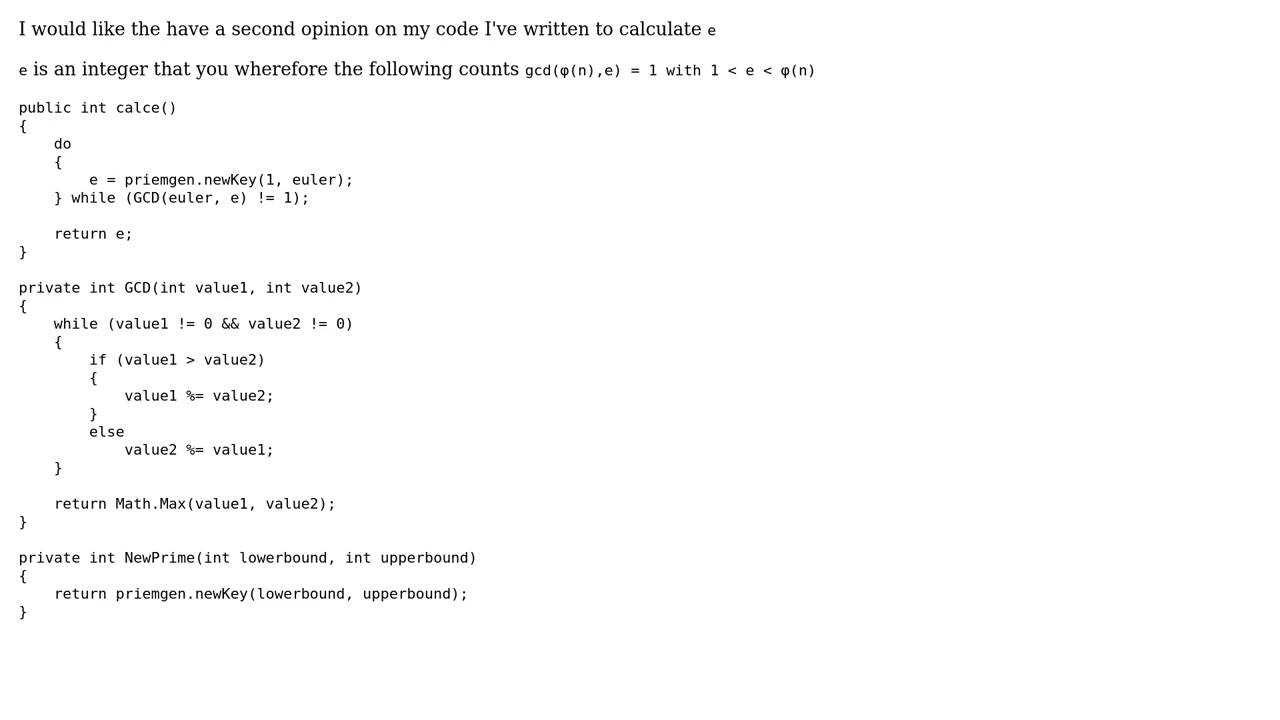 I would like the have a second opinion on my code I've written to calculate e
e is an integer that you wherefore the following counts gcd(φ(n),e) = 1 with 1 < e < φ(n)
public int calce()
{
    do
    {
        e = priemgen.newKey(1, euler);
    } while (GCD(euler, e) != 1);

    return e;
}

private int GCD(int value1, int value2)
{
    while (value1 != 0 && value2 != 0)
    {
        if (value1 > value2)
        {
            value1 %= value2;
        }
        else
            value2 %= value1;
    }

    return Math.Max(value1, value2);
}

private int NewPrime(int lowerbound, int upperbound)
{
    return priemgen.newKey(lowerbound, upperbound);
}